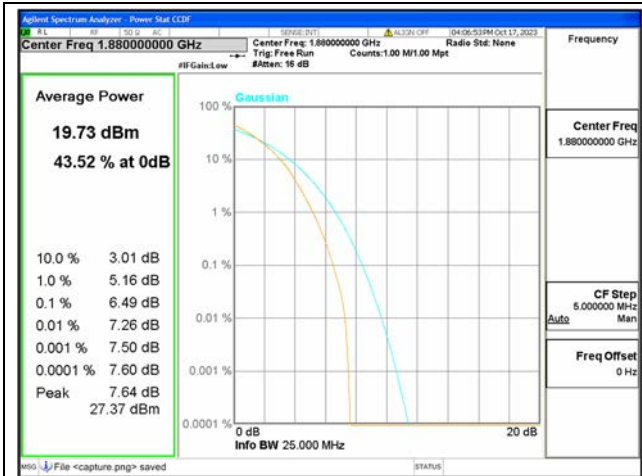 Agilent Spectrum Analyzer - Power Stat CCDF
RL RF 50 Ω AC SENSE:INT ALIGN OFF 04:06:53PM Oct 17, 2023
Center Freq 1.880000000 GHz
Center Freq: 1.880000000 GHz Radio Std: None
Trig: Free Run Counts:1.00 M/1.00 Mpt
#IFGain:Low #Atten: 16 dB
Frequency
Average Power
19.73 dBm
43.52 % at 0dB
10.0 % 3.01 dB
1.0 % 5.16 dB
0.1 % 6.49 dB
0.01 % 7.26 dB
0.001 % 7.50 dB
0.0001 % 7.60 dB
Peak 7.64 dB
27.37 dBm
Gaussian
100 %
10 %
1 %
0.1 %
0.01 %
0.001 %
0.0001 %
0 dB 20 dB
Info BW 25.000 MHz
Center Freq
1.880000000 GHz
CF Step
5.000000 MHz
Auto Man
Freq Offset
0 Hz
MSG File <capture.png> saved STATUS